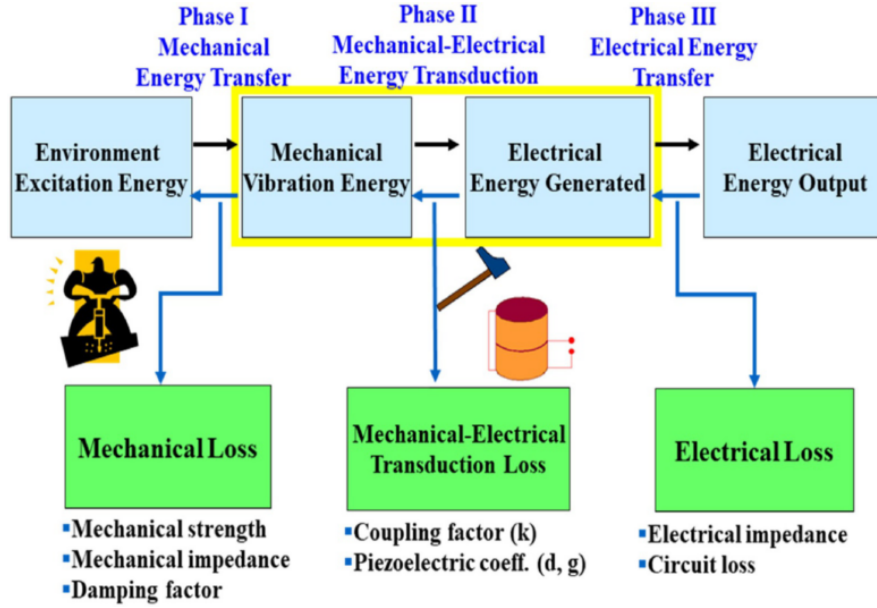 Phase I
Mechanical
Energy Transfer
Phase II
Mechanical-Electrical
Energy Transduction
Phase III
Electrical Energy
Transfer
Environment
Excitation Energy
Mechanical
Vibration Energy
Electrical
Energy Generated
Electrical
Energy Output
Mechanical Loss
Mechanical-Electrical
Transduction Loss
Electrical Loss
▪Mechanical strength
▪Mechanical impedance
▪Damping factor
▪Coupling factor (k)
▪Piezoelectric coeff. (d, g)
▪Electrical impedance
▪Circuit loss